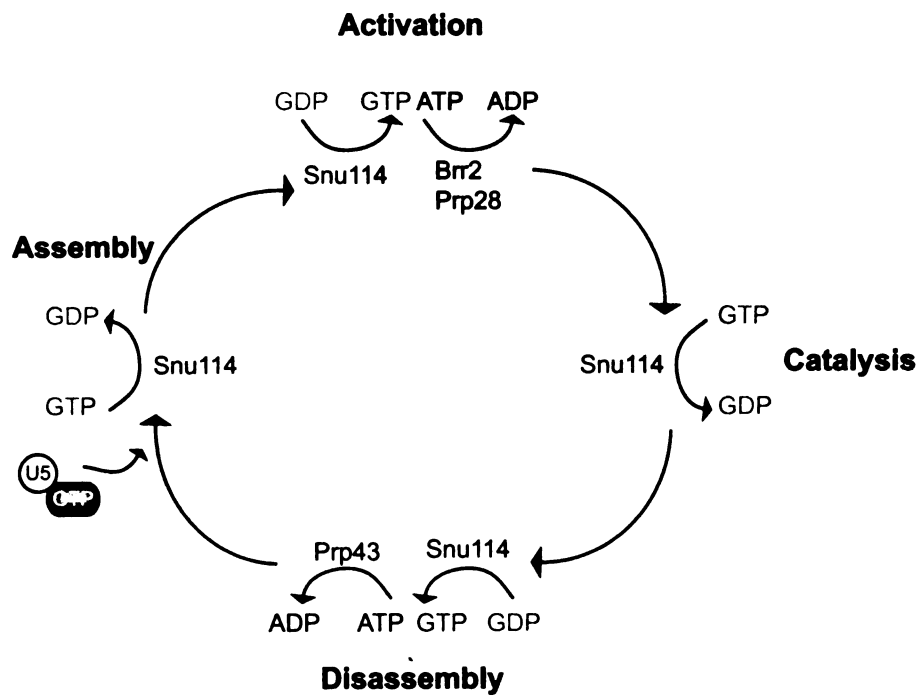 Activation
GDP GTP ATP ADP
Snu114 Brr2
Prp28
Assembly
GDP
Snu114
GTP
U5
GTP
Snu114
GDP
Catalysis
Prp43 Snu114
ADP ATP GTP GDP
Disassembly